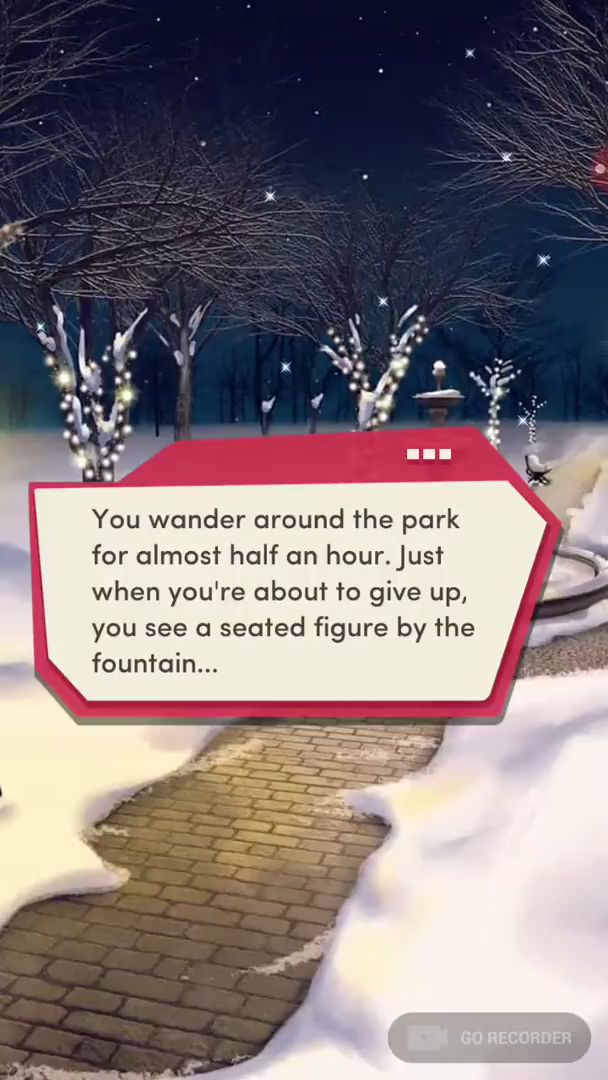 You wander around the park
for almost half an hour. Just
when you're about to give up,
you see a seated figure by the
fountain...
GO RECORDER